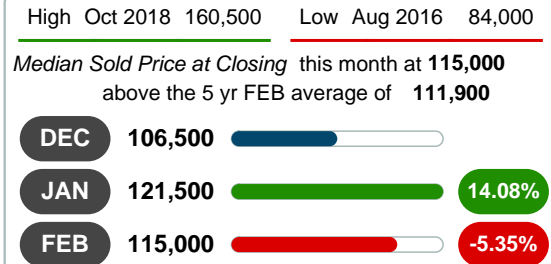 High Oct 2018 160,500 Low Aug 2016 84,000
Median Sold Price at Closing this month at 115,000
above the 5 yr FEB average of 111,900
DEC 106,500
JAN 121,500 14.08%
FEB 115,000 -5.35%